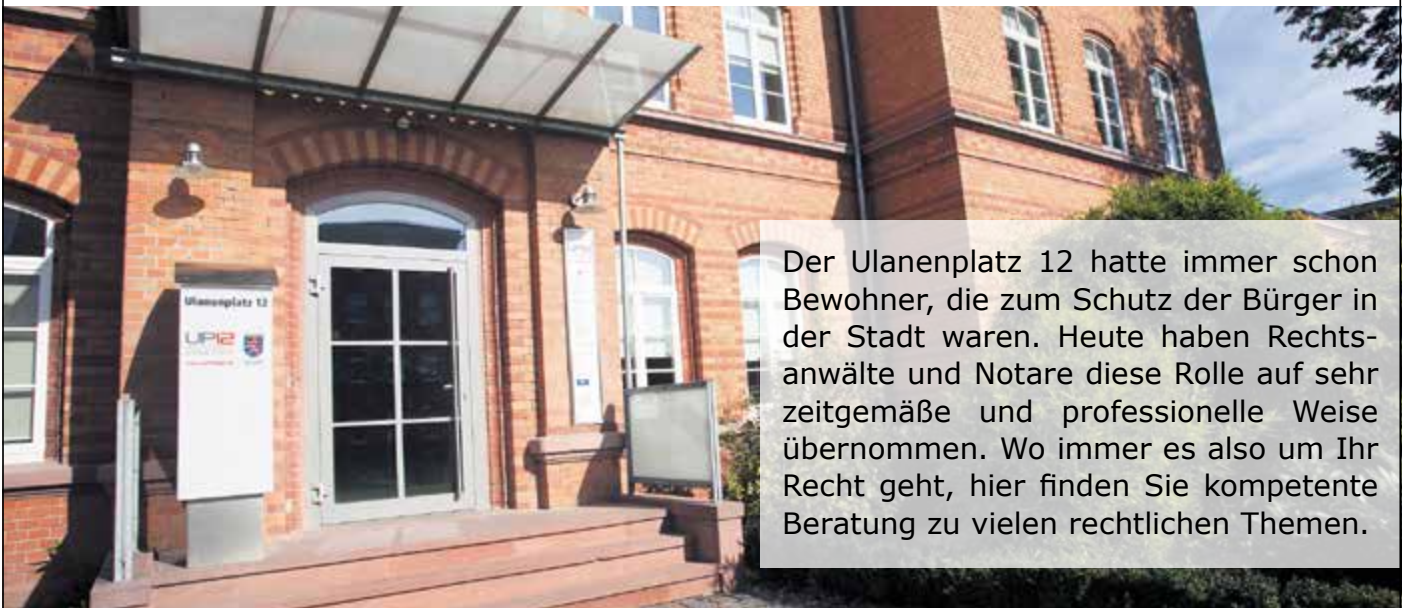 Ulanenplatz 12
UP12
Der Ulanenplatz 12 hatte immer schon
Bewohner, die zum Schutz der Bürger in
der Stadt waren. Heute haben Rechts-
anwälte und Notare diese Rolle auf sehr
zeitgemäße und professionelle Weise
übernommen. Wo immer es also um Ihr
Recht geht, hier finden Sie kompetente
Beratung zu vielen rechtlichen Themen.